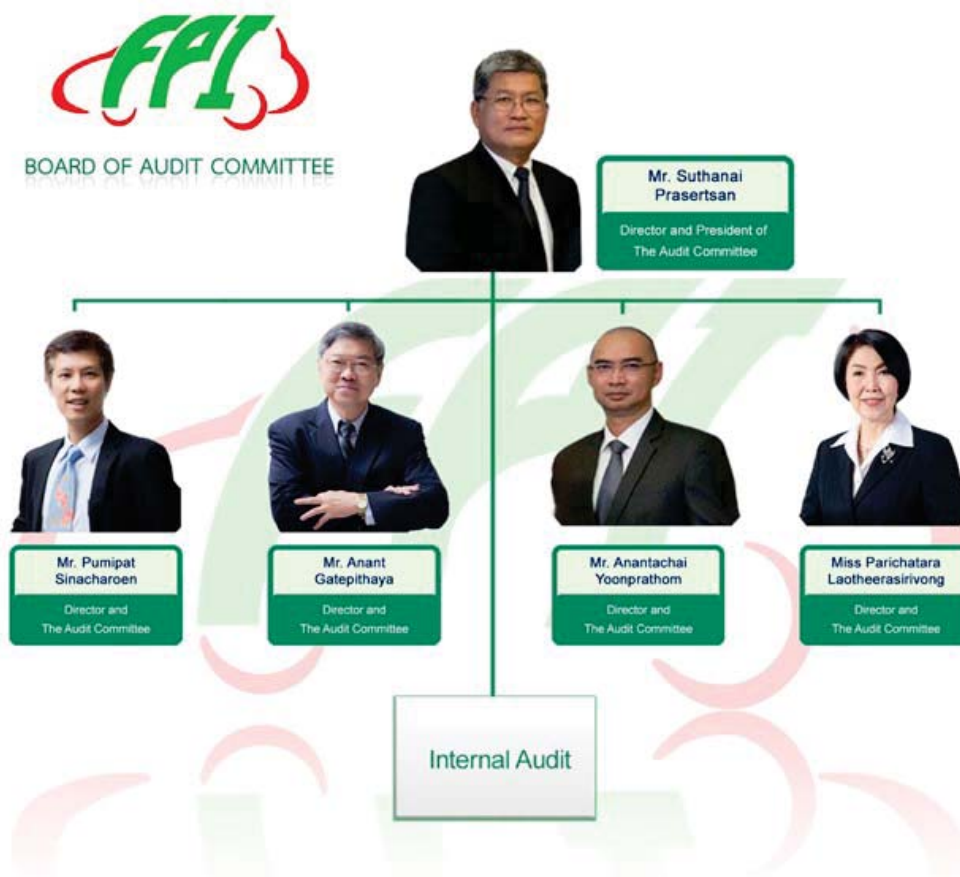 FPI
BOARD OF AUDIT COMMITTEE
Mr. Suthanai
Prasertsan
Director and President of
The Audit Committee
Mr. Pumipat
Sinacharoen
Director and
The Audit Committee
Mr. Anant
Gatepithaya
Director and
The Audit Committee
Mr. Anantachai
Yoonprathom
Director and
The Audit Committee
Miss Parichatara
Laotheerasirivong
Director and
The Audit Committee
Internal Audit